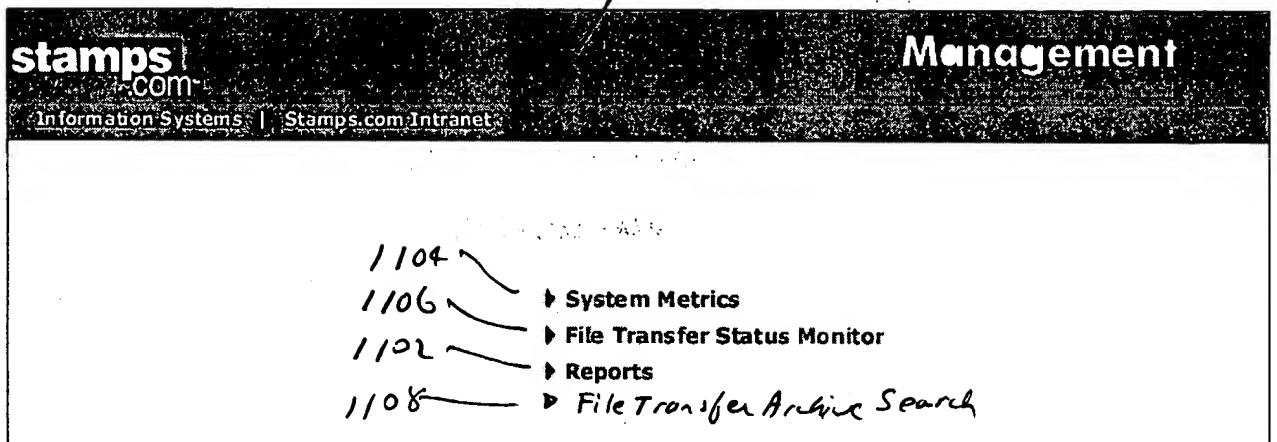 stamps
.com
Management
Information Systems | Stamps.com Intranet
1104
System Metrics
1106
File Transfer Status Monitor
1102
Reports
1108
File Transfer Archive Search